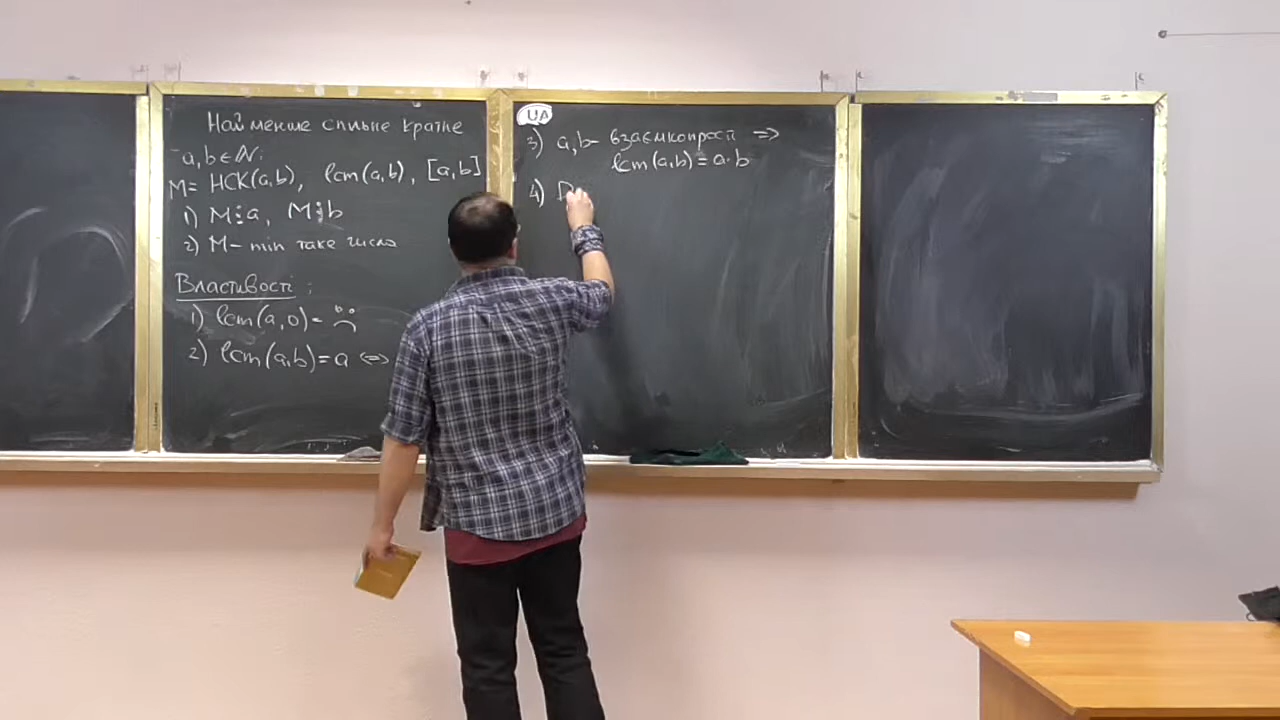 Найменше спільне кратне
a, b ∈ ℕ:
M = НСК(a,b), lcm(a,b), [a,b]
1) M⋮a, M⋮b
2) M – min таке число
Властивості:
1) lcm(a,0) = ☹
2) lcm(a,b) = a ⇔
UA
3) a, b – взаємнопрості ⇒
lcm(a,b) = a·b
4)